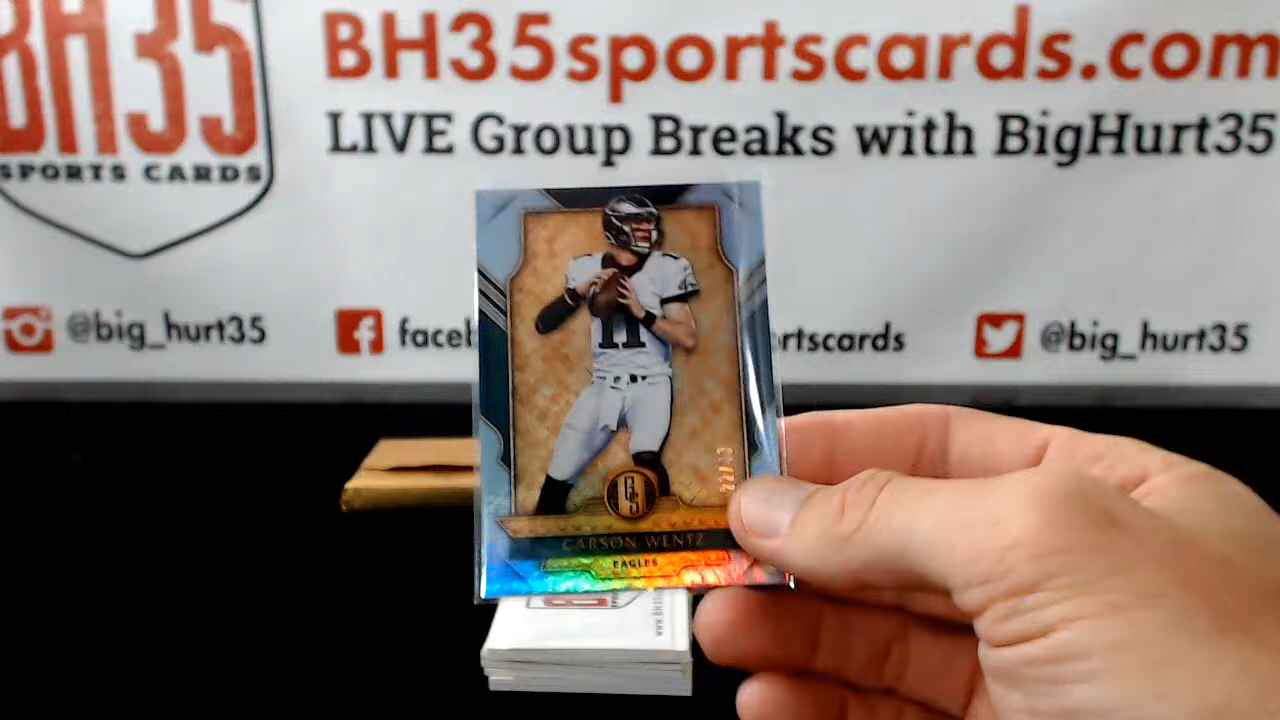 BH35
SPORTS CARDS
BH35sportscards.com
LIVE Group Breaks with BigHurt35
@big_hurt35
faceb
rtscards
@big_hurt35
11
GS
CARSON WENTZ
EAGLES